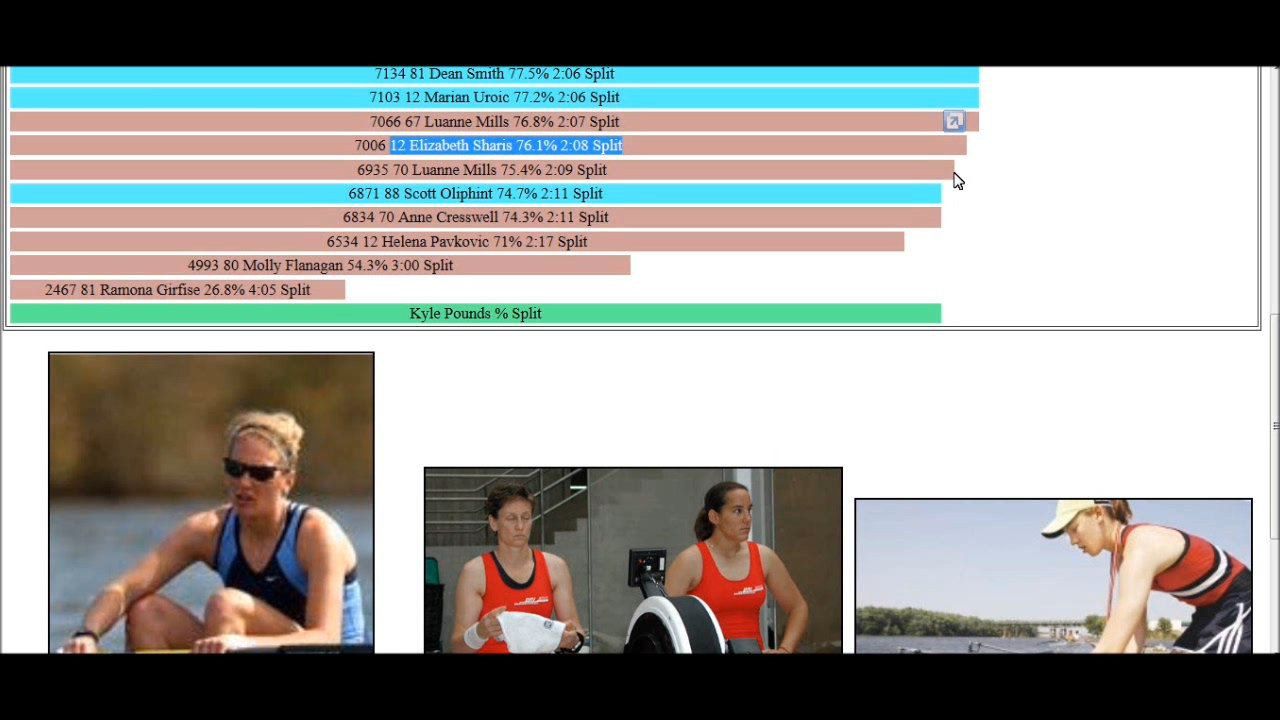 7134 81 Dean Smith 77.5% 2:06 Split
7103 12 Marian Uroic 77.2% 2:06 Split
7066 67 Luanne Mills 76.8% 2:07 Split
7006 12 Elizabeth Sharis 76.1% 2:08 Split
6935 70 Luanne Mills 75.4% 2:09 Split
6871 88 Scott Oliphint 74.7% 2:11 Split
6834 70 Anne Cresswell 74.3% 2:11 Split
6534 12 Helena Pavkovic 71% 2:17 Split
4993 80 Molly Flanagan 54.3% 3:00 Split
2467 81 Ramona Girfise 26.8% 4:05 Split
Kyle Pounds % Split